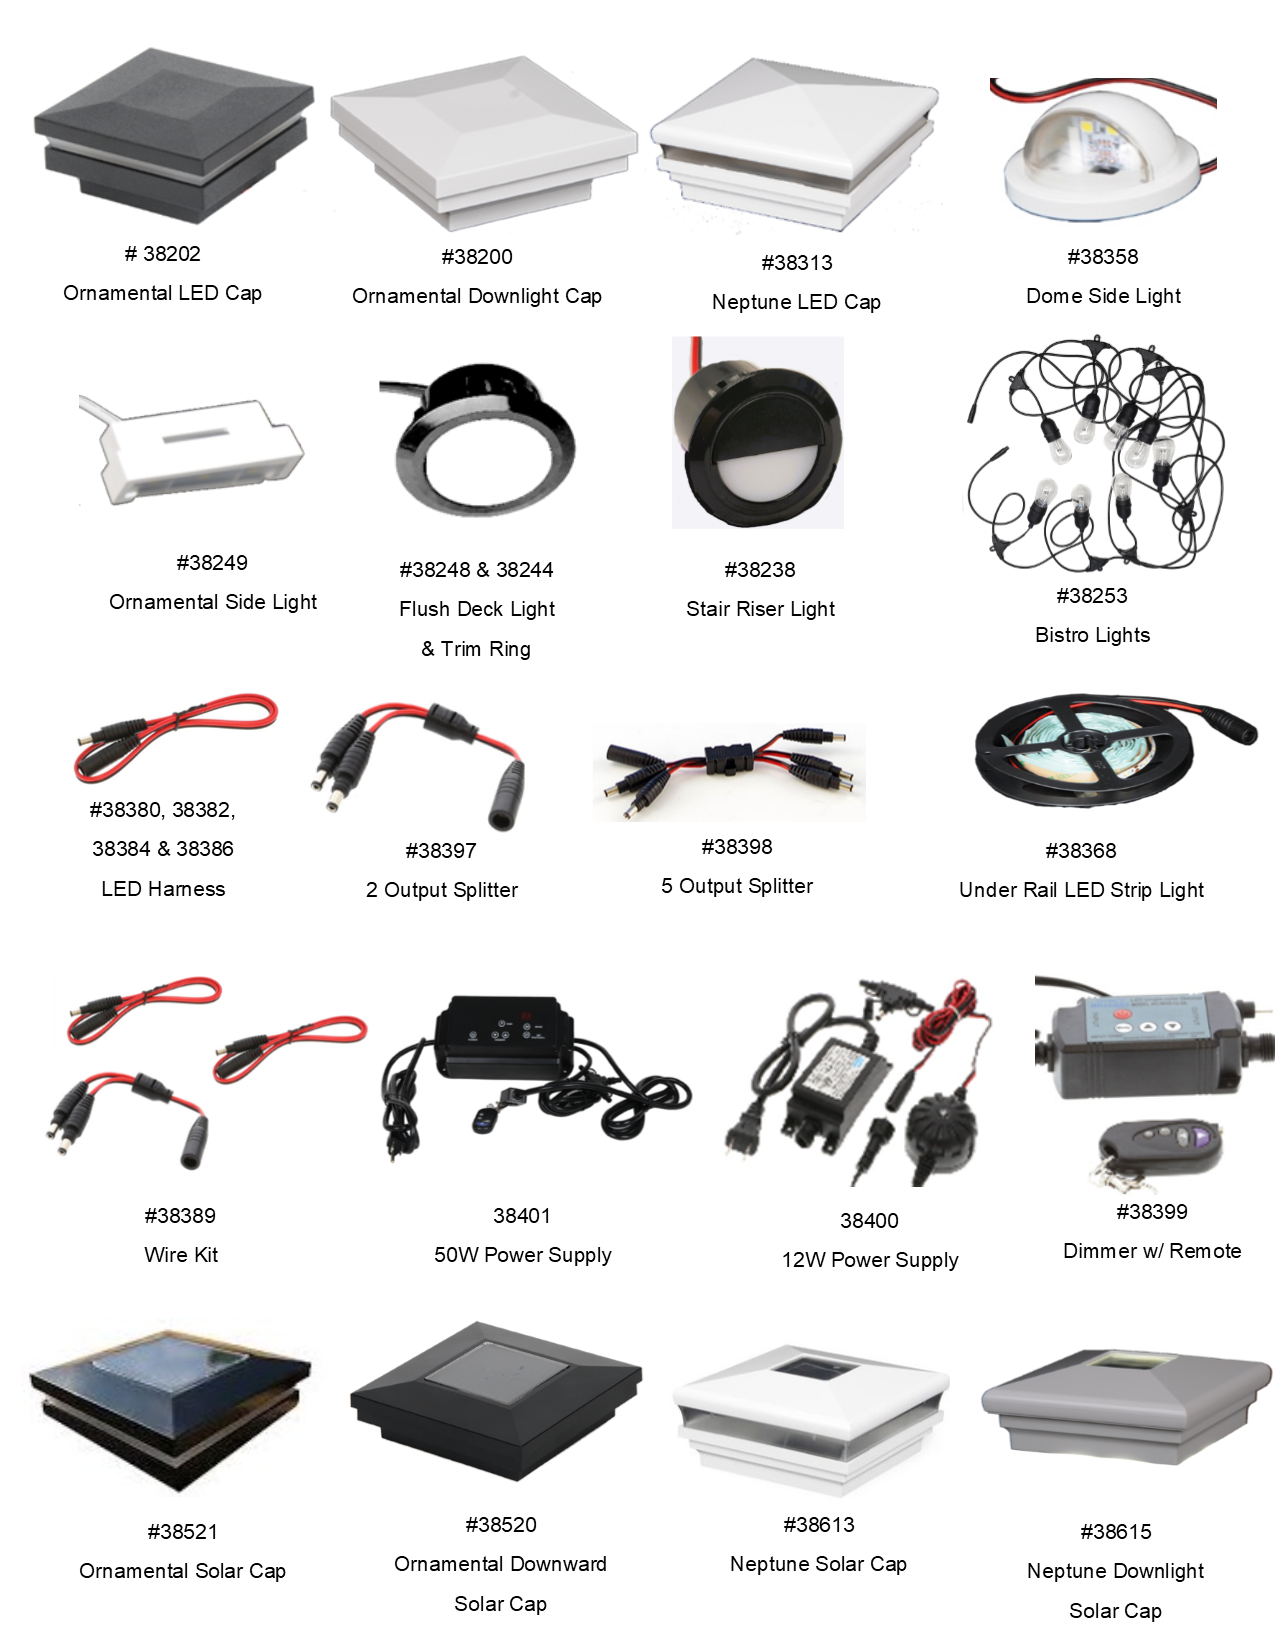 # 38202
Ornamental LED Cap
#38200
Ornamental Downlight Cap
#38313
Neptune LED Cap
#38358
Dome Side Light
#38249
Ornamental Side Light
#38248 & 38244
Flush Deck Light
& Trim Ring
#38238
Stair Riser Light
#38253
Bistro Lights
#38380, 38382,
38384 & 38386
LED Harness
#38397
2 Output Splitter
#38398
5 Output Splitter
#38368
Under Rail LED Strip Light
#38389
Wire Kit
38401
50W Power Supply
38400
12W Power Supply
#38399
Dimmer w/ Remote
#38521
Ornamental Solar Cap
#38520
Ornamental Downward
Solar Cap
#38613
Neptune Solar Cap
#38615
Neptune Downlight
Solar Cap